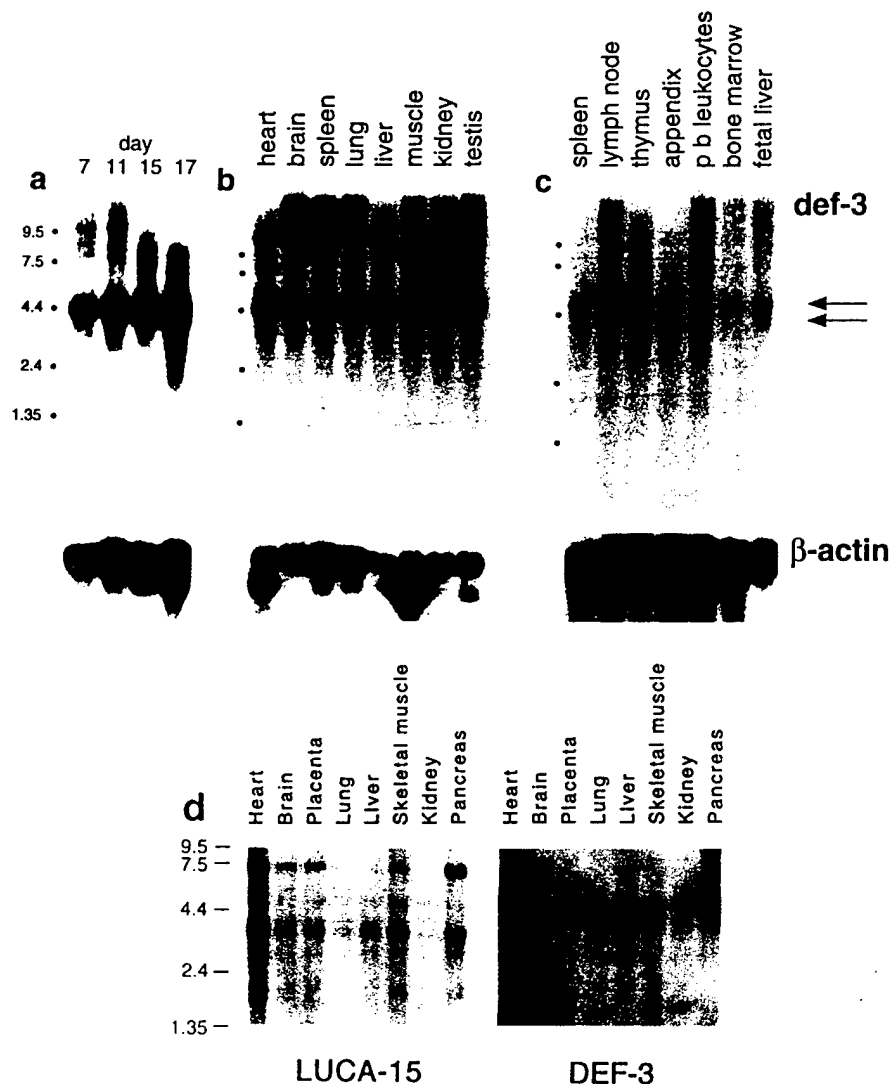 day
a
7 11 15 17
9.5
7.5
4.4
2.4
1.35
b
heart
brain
spleen
lung
liver
muscle
kidney
testis
c
spleen
lymph node
thymus
appendix
p b leukocytes
bone marrow
fetal liver
def-3
β-actin
d
Heart
Brain
Placenta
Lung
Liver
Skeletal muscle
Kidney
Pancreas
Heart
Brain
Placenta
Lung
Liver
Skeletal muscle
Kidney
Pancreas
9.5
7.5
4.4
2.4
1.35
LUCA-15
DEF-3